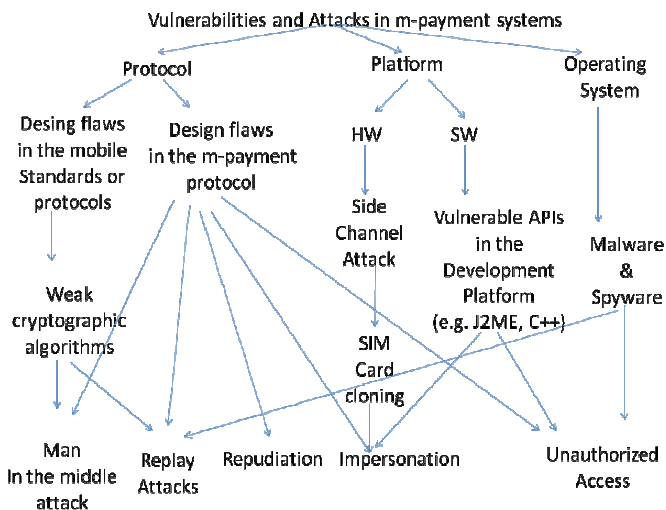 Vulnerabilities and Attacks in m-payment systems
Protocol
Platform
Operating
System
Desing flaws
in the mobile
Standards or
protocols
Design flaws
in the m-payment
protocol
HW
SW
Side
Channel
Attack
Vulnerable APIs
in the
Development
Platform
(e.g. J2ME, C++)
Malware
&
Spyware
Weak
cryptographic
algorithms
SIM
Card
cloning
Man
In the middle
attack
Replay
Attacks
Repudiation
Impersonation
Unauthorized
Access